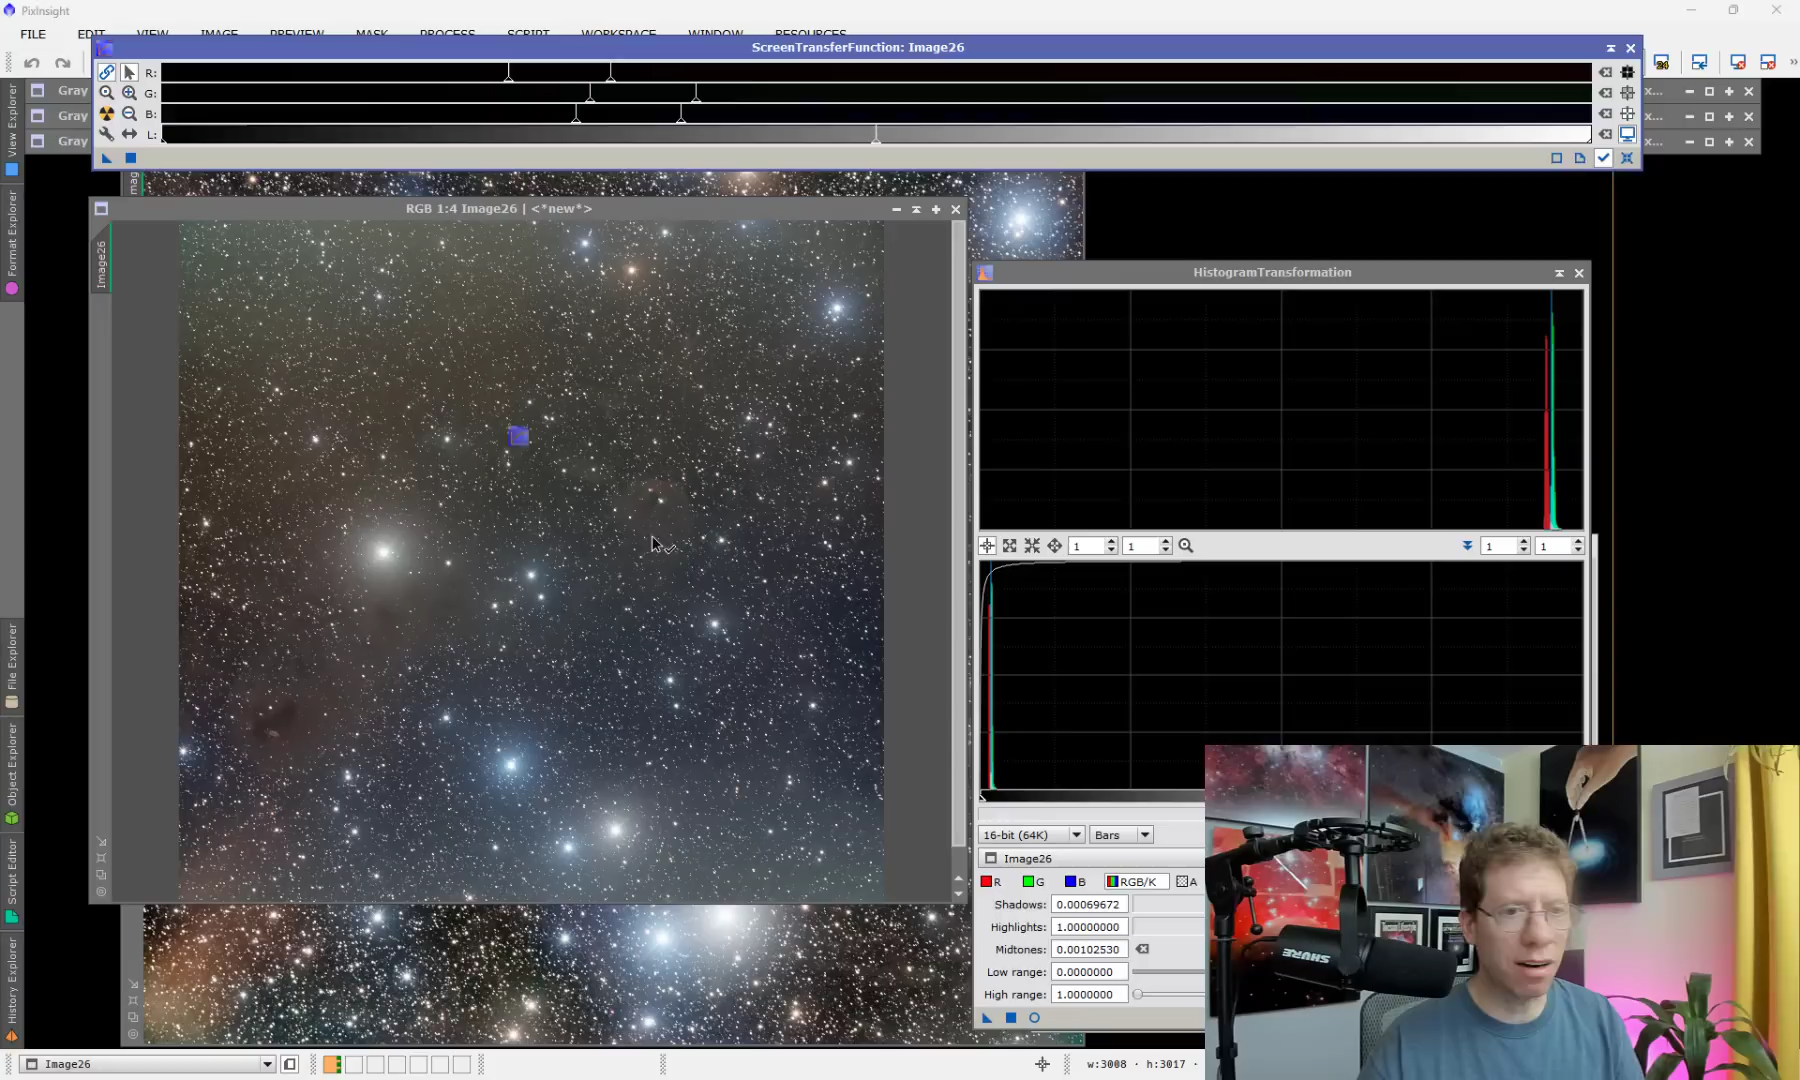 PixInsight
FILE EDIT VIEW IMAGE PREVIEW MASK PROCESS SCRIPT WORKSPACE WINDOW RESOURCES
ScreenTransferFunction: Image26
R:
G:
B:
L:
Gray
Gray
Gray
x...
x...
x...
View Explorer
Format Explorer
File Explorer
Object Explorer
Script Editor
History Explorer
RGB 1:4 Image26 | <*new*>
Image26
HistogramTransformation
1 1 1 1
16-bit (64K) Bars
Image26
R G B RGB/K A
Shadows: 0.00069672
Highlights: 1.00000000
Midtones: 0.00102530
Low range: 0.0000000
High range: 1.0000000
SHURE
Image26
w:3008 · h:3017 ·